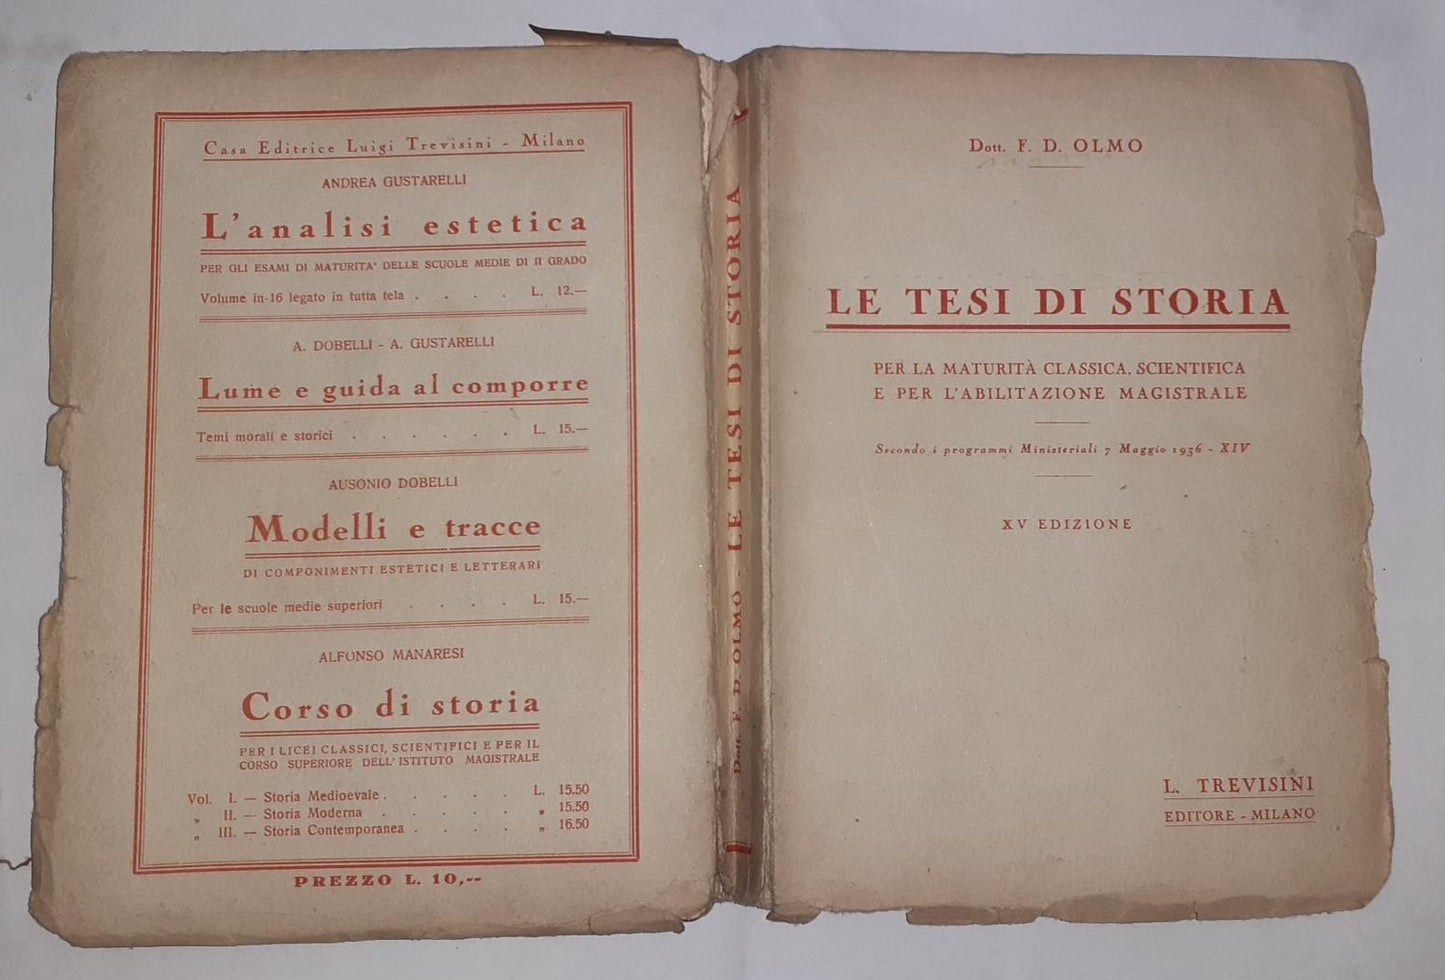 Casa Editrice Luigi Trevisini - Milano
ANDREA GUSTARELLI
L'analisi estetica
PER GLI ESAMI DI MATURITA' DELLE SCUOLE MEDIE DI II GRADO
Volume in-16 legato in tutta tela . . . . L. 12.—
A. DOBELLI - A. GUSTARELLI
Lume e guida al comporre
Temi morali e storici . . . . . . L. 15.—
AUSONIO DOBELLI
Modelli e tracce
DI COMPONIMENTI ESTETICI E LETTERARI
Per le scuole medie superiori . . . . L. 15.—
ALFONSO MANARESI
Corso di storia
PER I LICEI CLASSICI, SCIENTIFICI E PER IL
CORSO SUPERIORE DELL'ISTITUTO MAGISTRALE
Vol. I. — Storia Medioevale . . . . . L. 15.50
„ II. — Storia Moderna . . . . . „ 15.50
„ III. — Storia Contemporanea . . . . „ 16.50
PREZZO L. 10,--
Dott. F. D. OLMO - LE TESI DI STORIA
Dott. F. D. OLMO
LE TESI DI STORIA
PER LA MATURITÀ CLASSICA, SCIENTIFICA
E PER L'ABILITAZIONE MAGISTRALE
Secondo i programmi Ministeriali 7 Maggio 1936 - XIV
XV EDIZIONE
L. TREVISINI
EDITORE - MILANO